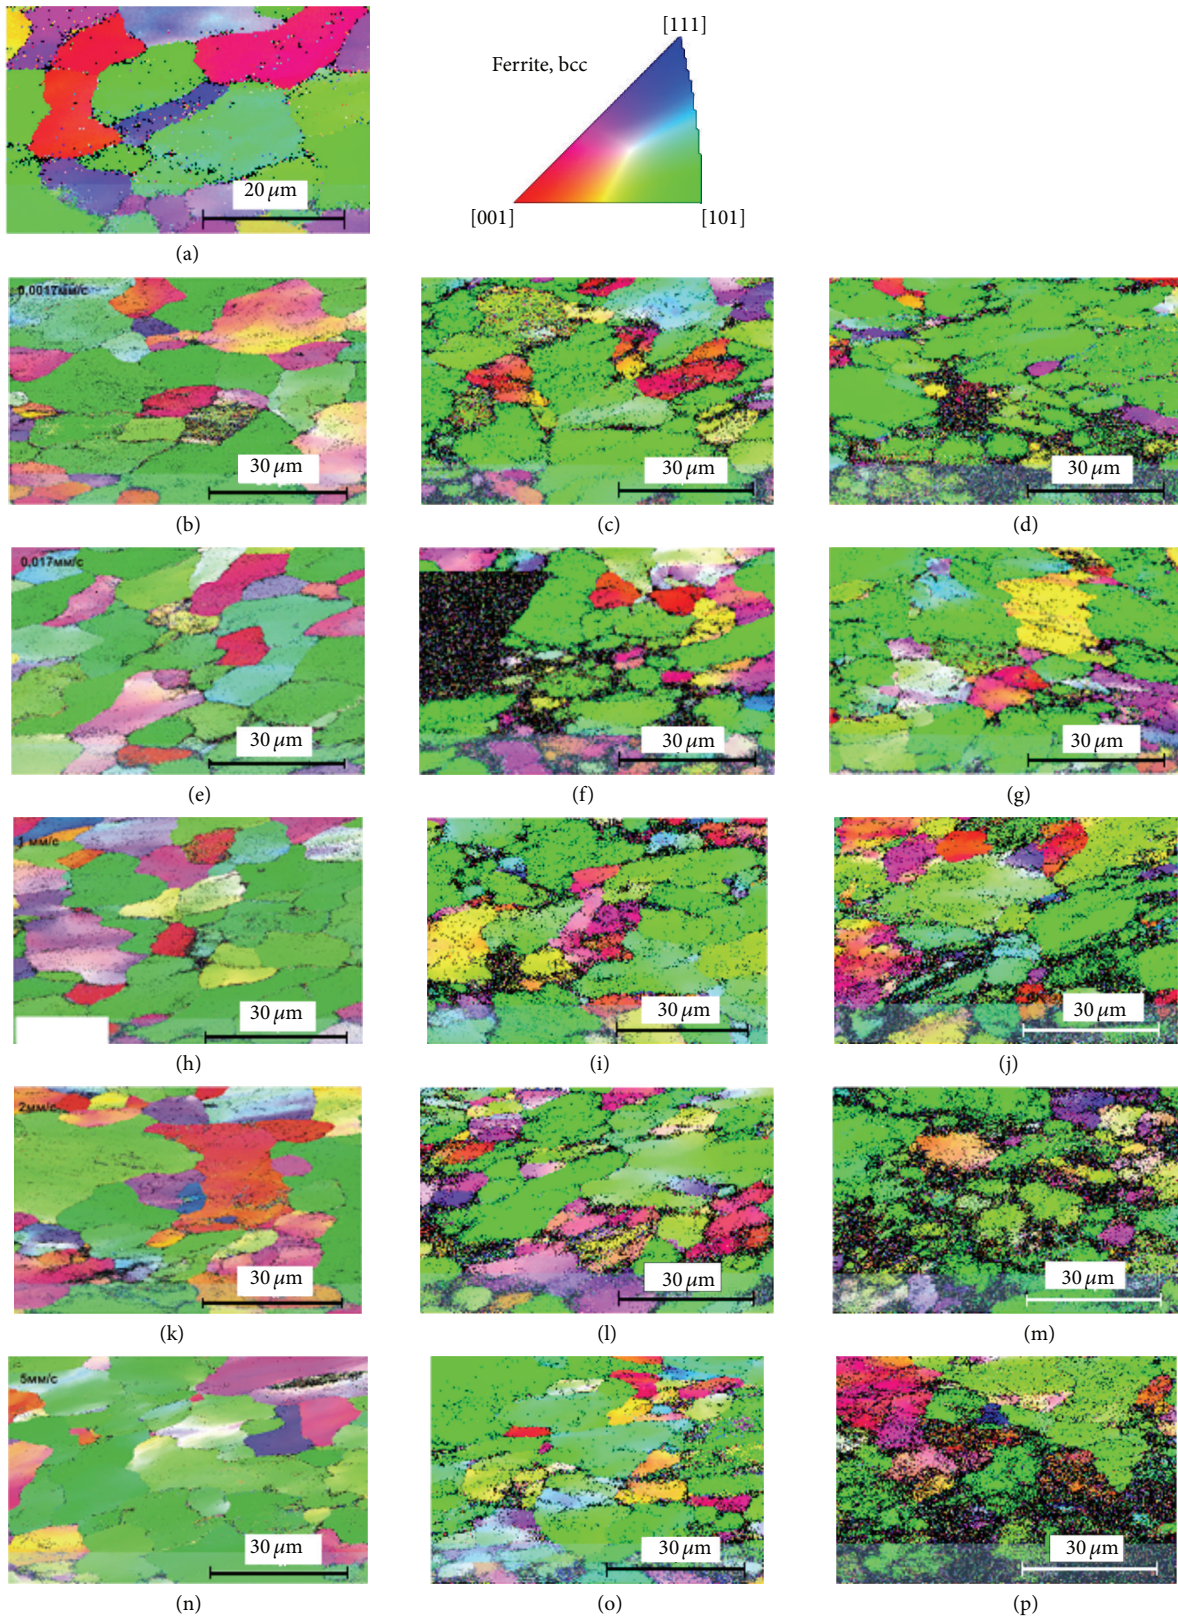 [111]
Ferrite, bcc
[001]
[101]
20 μm
(a)
0,0017мм/с
30 μm
30 μm
30 μm
(b)
(c)
(d)
0,017мм/с
30 μm
30 μm
30 μm
(e)
(f)
(g)
1 мм/с
30 μm
30 μm
30 μm
(h)
(i)
(j)
2мм/с
30 μm
30 μm
30 μm
(k)
(l)
(m)
5мм/с
30 μm
30 μm
30 μm
(n)
(o)
(p)